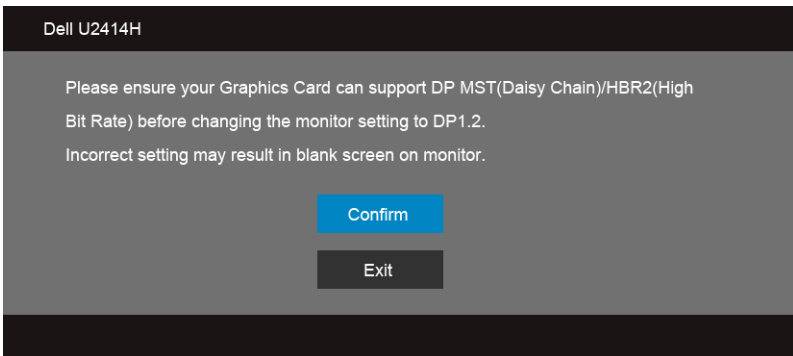 Dell U2414H
Please ensure your Graphics Card can support DP MST(Daisy Chain)/HBR2(High
Bit Rate) before changing the monitor setting to DP1.2.
Incorrect setting may result in blank screen on monitor.
Confirm
Exit